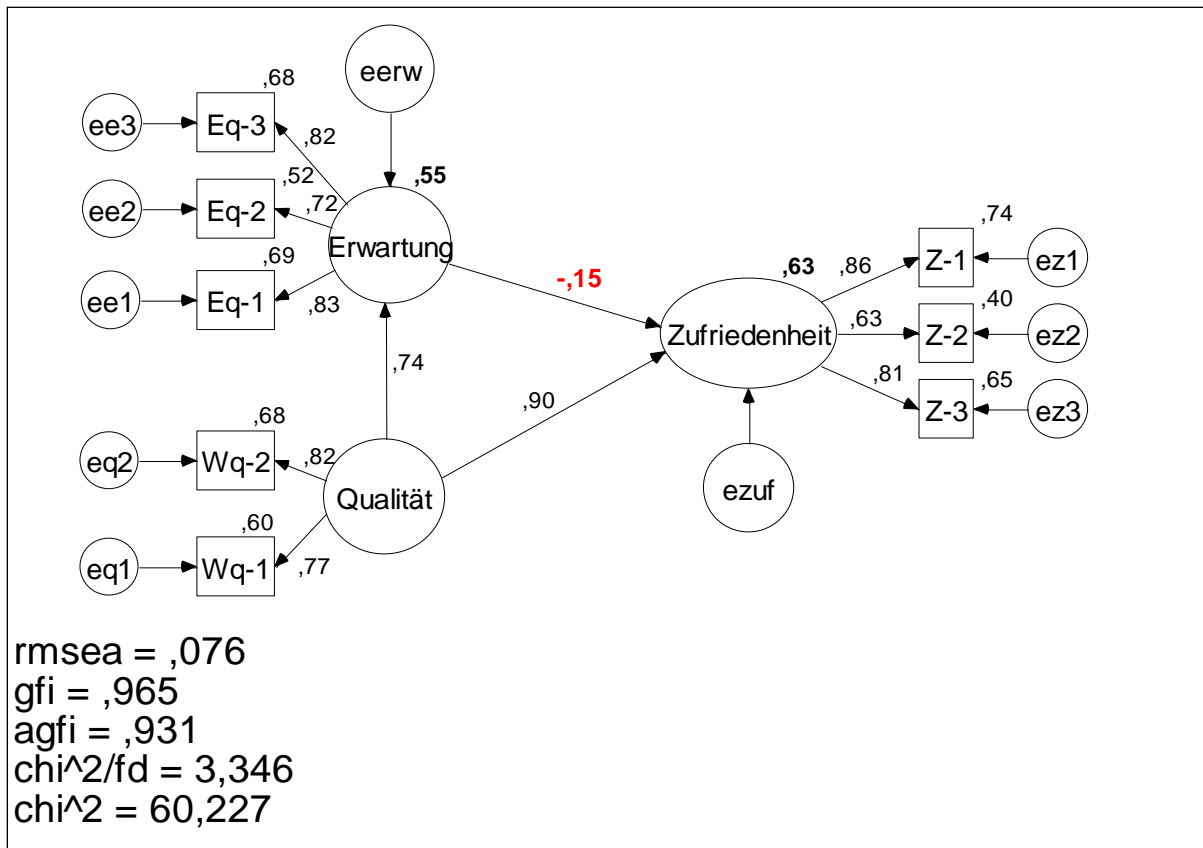 eerw
,68
ee3
Eq-3
,82
,52
,55
ee2
Eq-2
,72
Erwartung
,69
ee1
Eq-1
,83
-,15
,74
,63
,86
Z-1
ez1
Zufriedenheit
,63
,40
Z-2
ez2
,81
,65
Z-3
ez3
,74
,90
,68
eq2
Wq-2
,82
Qualität
ezuf
,60
eq1
Wq-1
,77
rmsea = ,076
gfi = ,965
agfi = ,931
chi^2/fd = 3,346
chi^2 = 60,227